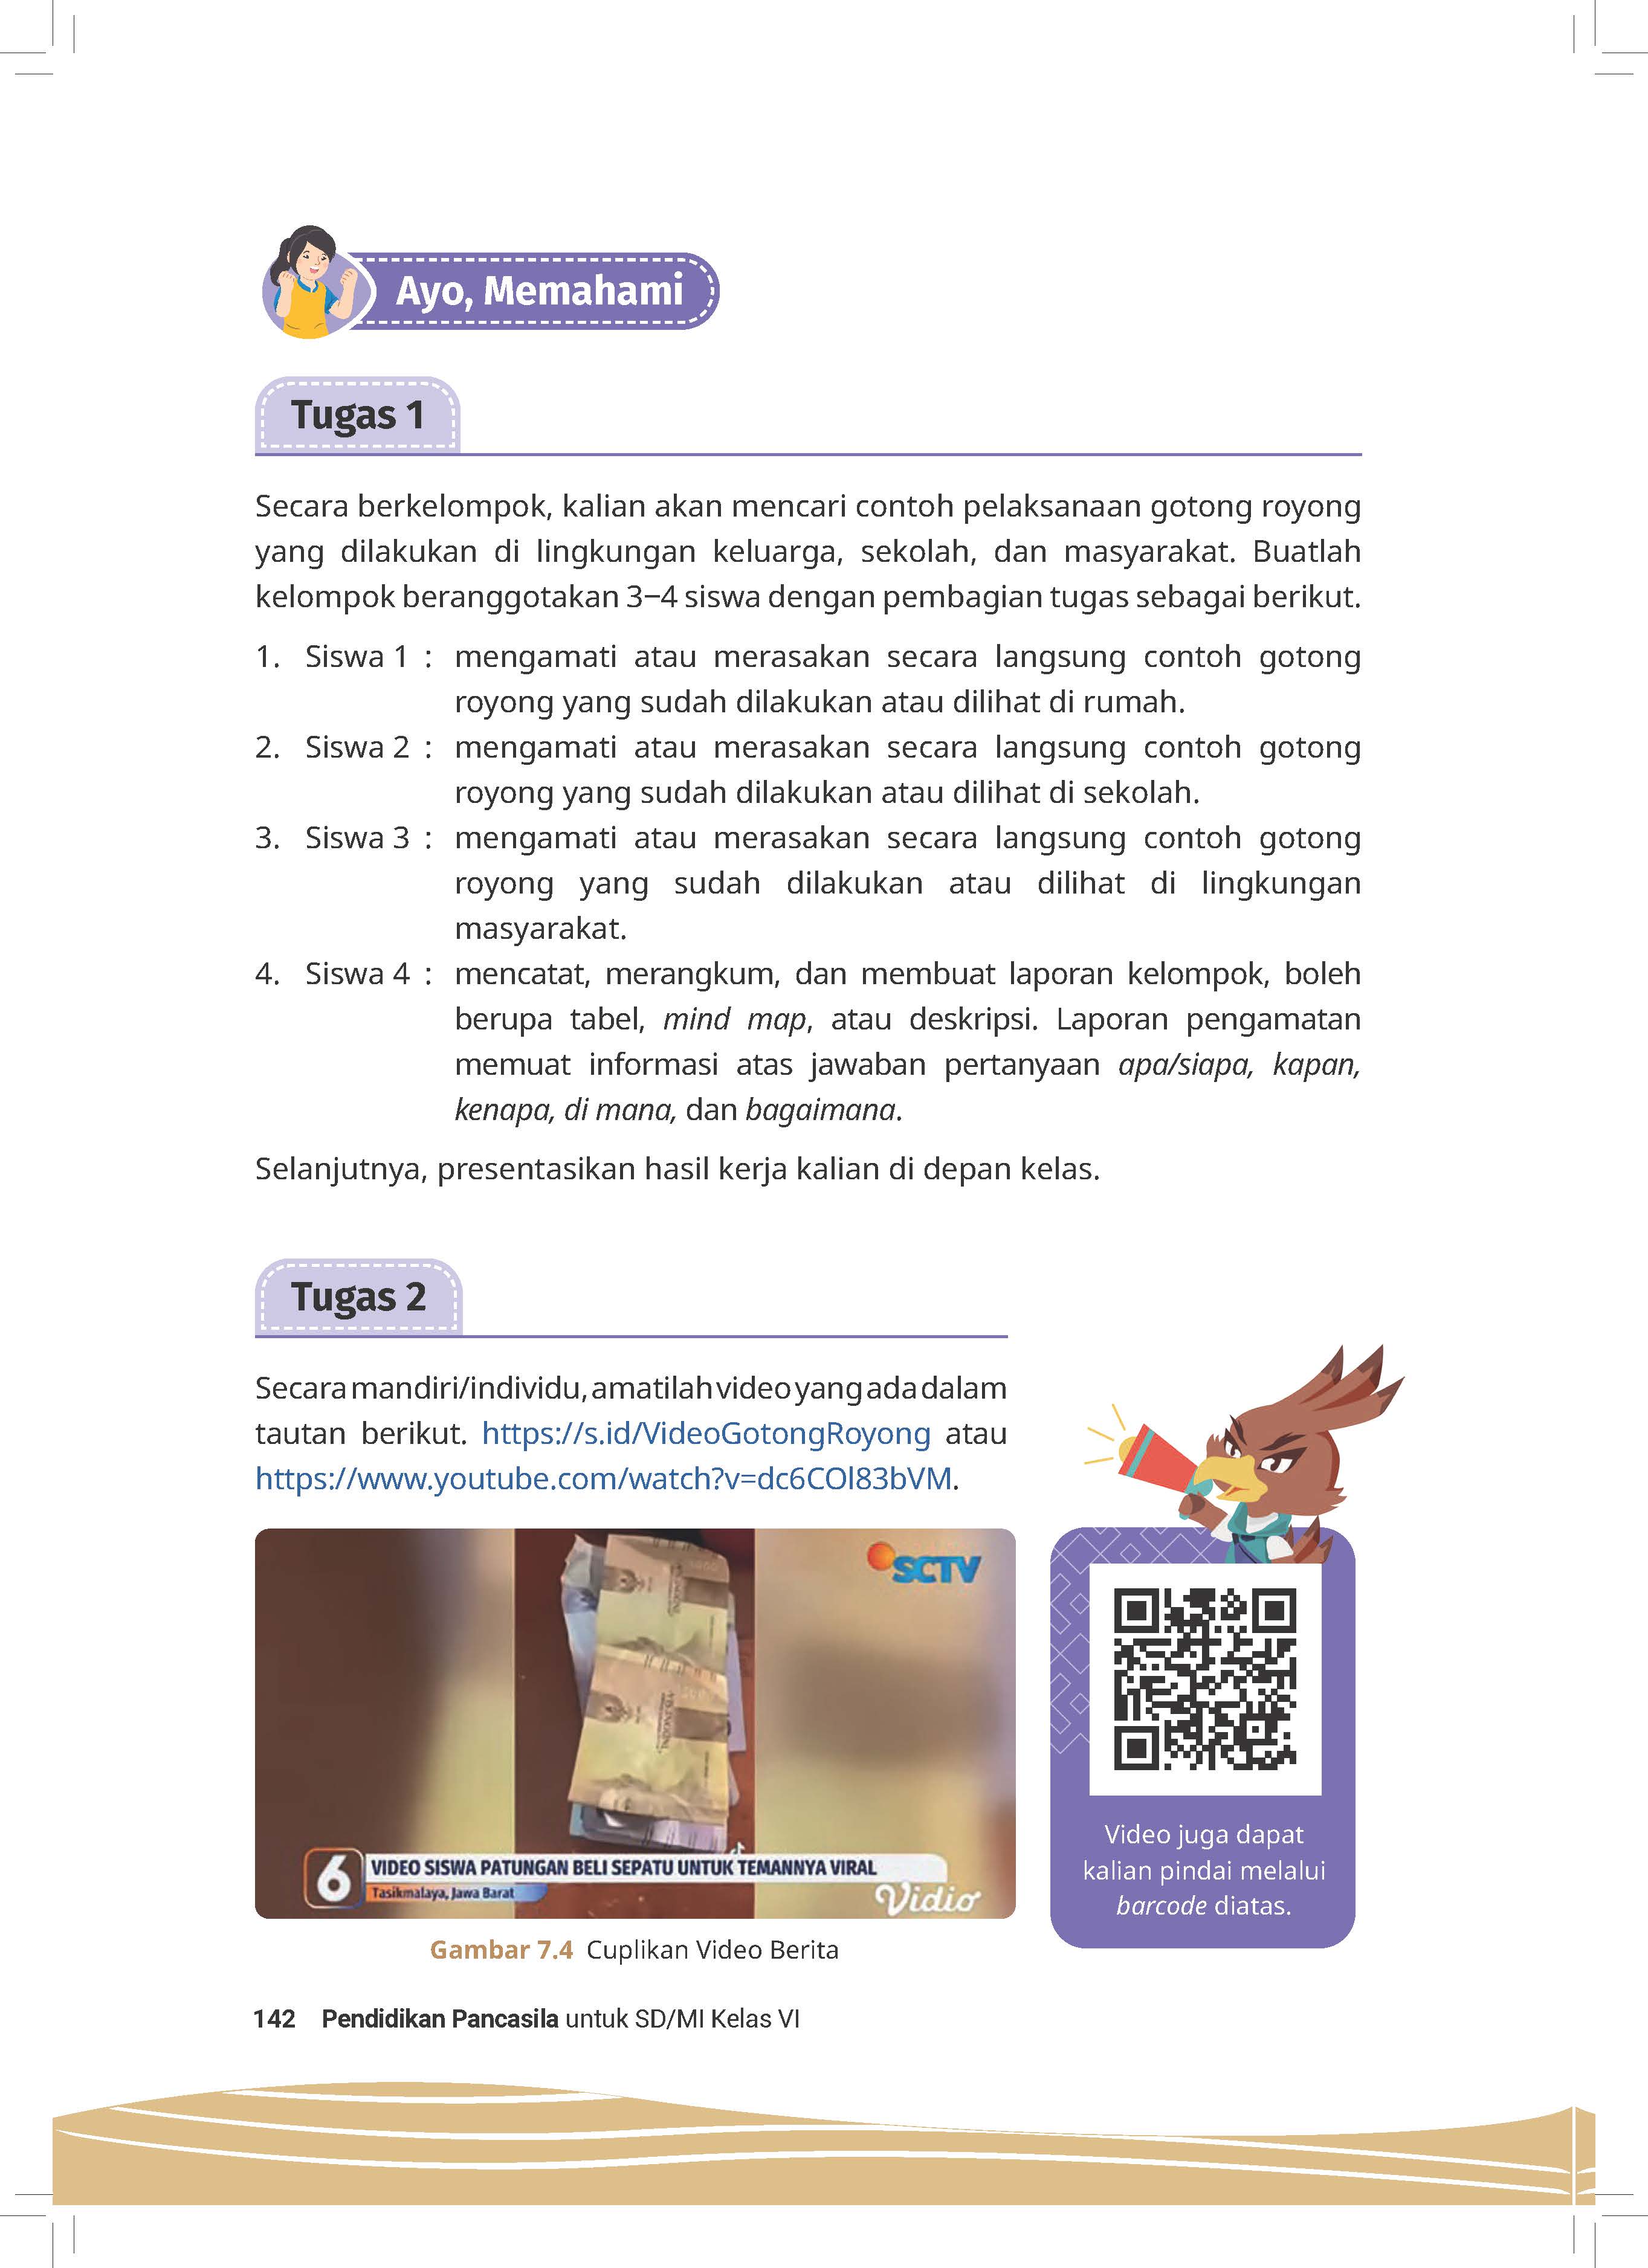 Ayo, Memahami
Tugas 1
Secara berkelompok, kalian akan mencari contoh pelaksanaan gotong royong
yang dilakukan di lingkungan keluarga, sekolah, dan masyarakat. Buatlah
kelompok beranggotakan 3–4 siswa dengan pembagian tugas sebagai berikut.
1. Siswa 1 : mengamati atau merasakan secara langsung contoh gotong
royong yang sudah dilakukan atau dilihat di rumah.
2. Siswa 2 : mengamati atau merasakan secara langsung contoh gotong
royong yang sudah dilakukan atau dilihat di sekolah.
3. Siswa 3 : mengamati atau merasakan secara langsung contoh gotong
royong yang sudah dilakukan atau dilihat di lingkungan
masyarakat.
4. Siswa 4 : mencatat, merangkum, dan membuat laporan kelompok, boleh
berupa tabel, mind map, atau deskripsi. Laporan pengamatan
memuat informasi atas jawaban pertanyaan apa/siapa, kapan,
kenapa, di mana, dan bagaimana.
Selanjutnya, presentasikan hasil kerja kalian di depan kelas.
Tugas 2
Secara mandiri/individu, amatilah video yang ada dalam
tautan berikut. https://s.id/VideoGotongRoyong atau
https://www.youtube.com/watch?v=dc6COl83bVM.
SCTV
6
VIDEO SISWA PATUNGAN BELI SEPATU UNTUK TEMANNYA VIRAL
Tasikmalaya, Jawa Barat
Vidio
Gambar 7.4 Cuplikan Video Berita
Video juga dapat
kalian pindai melalui
barcode diatas.
142 Pendidikan Pancasila untuk SD/MI Kelas VI